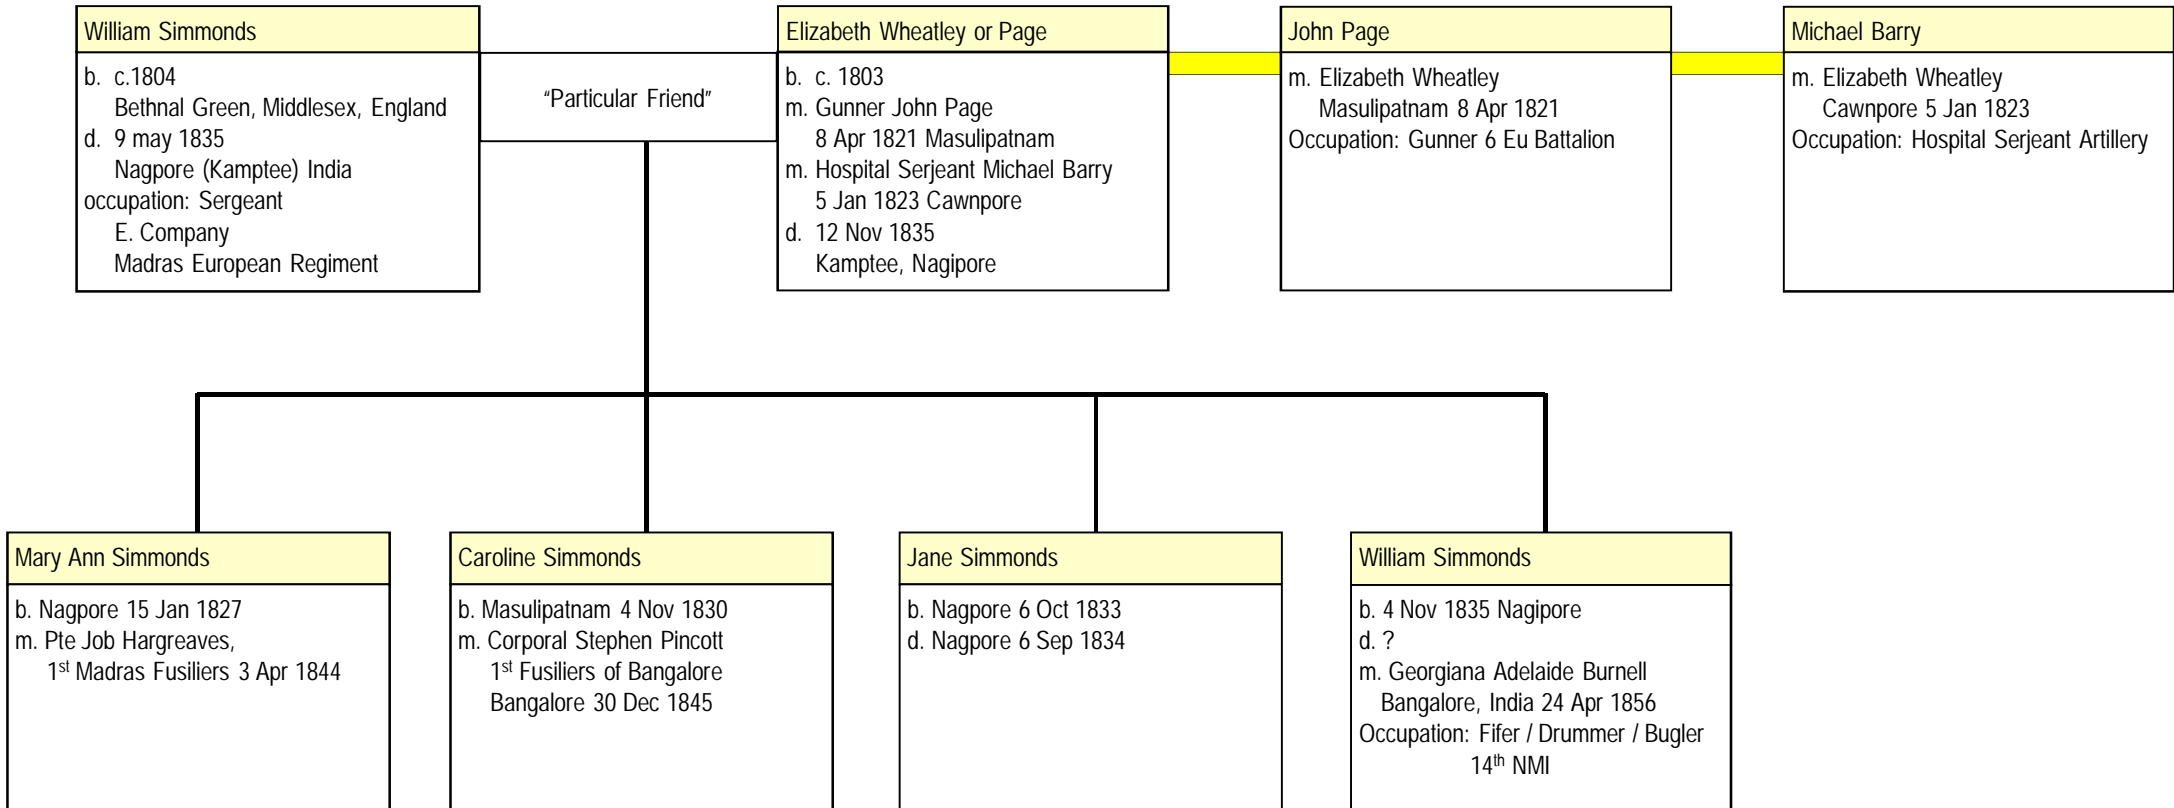 William Simmonds
b. c.1804
Bethnal Green, Middlesex, England
d. 9 may 1835
Nagpore (Kamptee) India
occupation: Sergeant
E. Company
Madras European Regiment
"Particular Friend"
Elizabeth Wheatley or Page
b. c. 1803
m. Gunner John Page
8 Apr 1821 Masulipatnam
m. Hospital Serjeant Michael Barry
5 Jan 1823 Cawnpore
d. 12 Nov 1835
Kamptee, Nagipore
John Page
m. Elizabeth Wheatley
Masulipatnam 8 Apr 1821
Occupation: Gunner 6 Eu Battalion
Michael Barry
m. Elizabeth Wheatley
Cawnpore 5 Jan 1823
Occupation: Hospital Serjeant Artillery
Mary Ann Simmonds
b. Nagpore 15 Jan 1827
m. Pte Job Hargreaves,
1st Madras Fusiliers 3 Apr 1844
Caroline Simmonds
b. Masulipatnam 4 Nov 1830
m. Corporal Stephen Pincott
1st Fusiliers of Bangalore
Bangalore 30 Dec 1845
Jane Simmonds
b. Nagpore 6 Oct 1833
d. Nagpore 6 Sep 1834
William Simmonds
b. 4 Nov 1835 Nagipore
d. ?
m. Georgiana Adelaide Burnell
Bangalore, India 24 Apr 1856
Occupation: Fifer / Drummer / Bugler
14th NMI